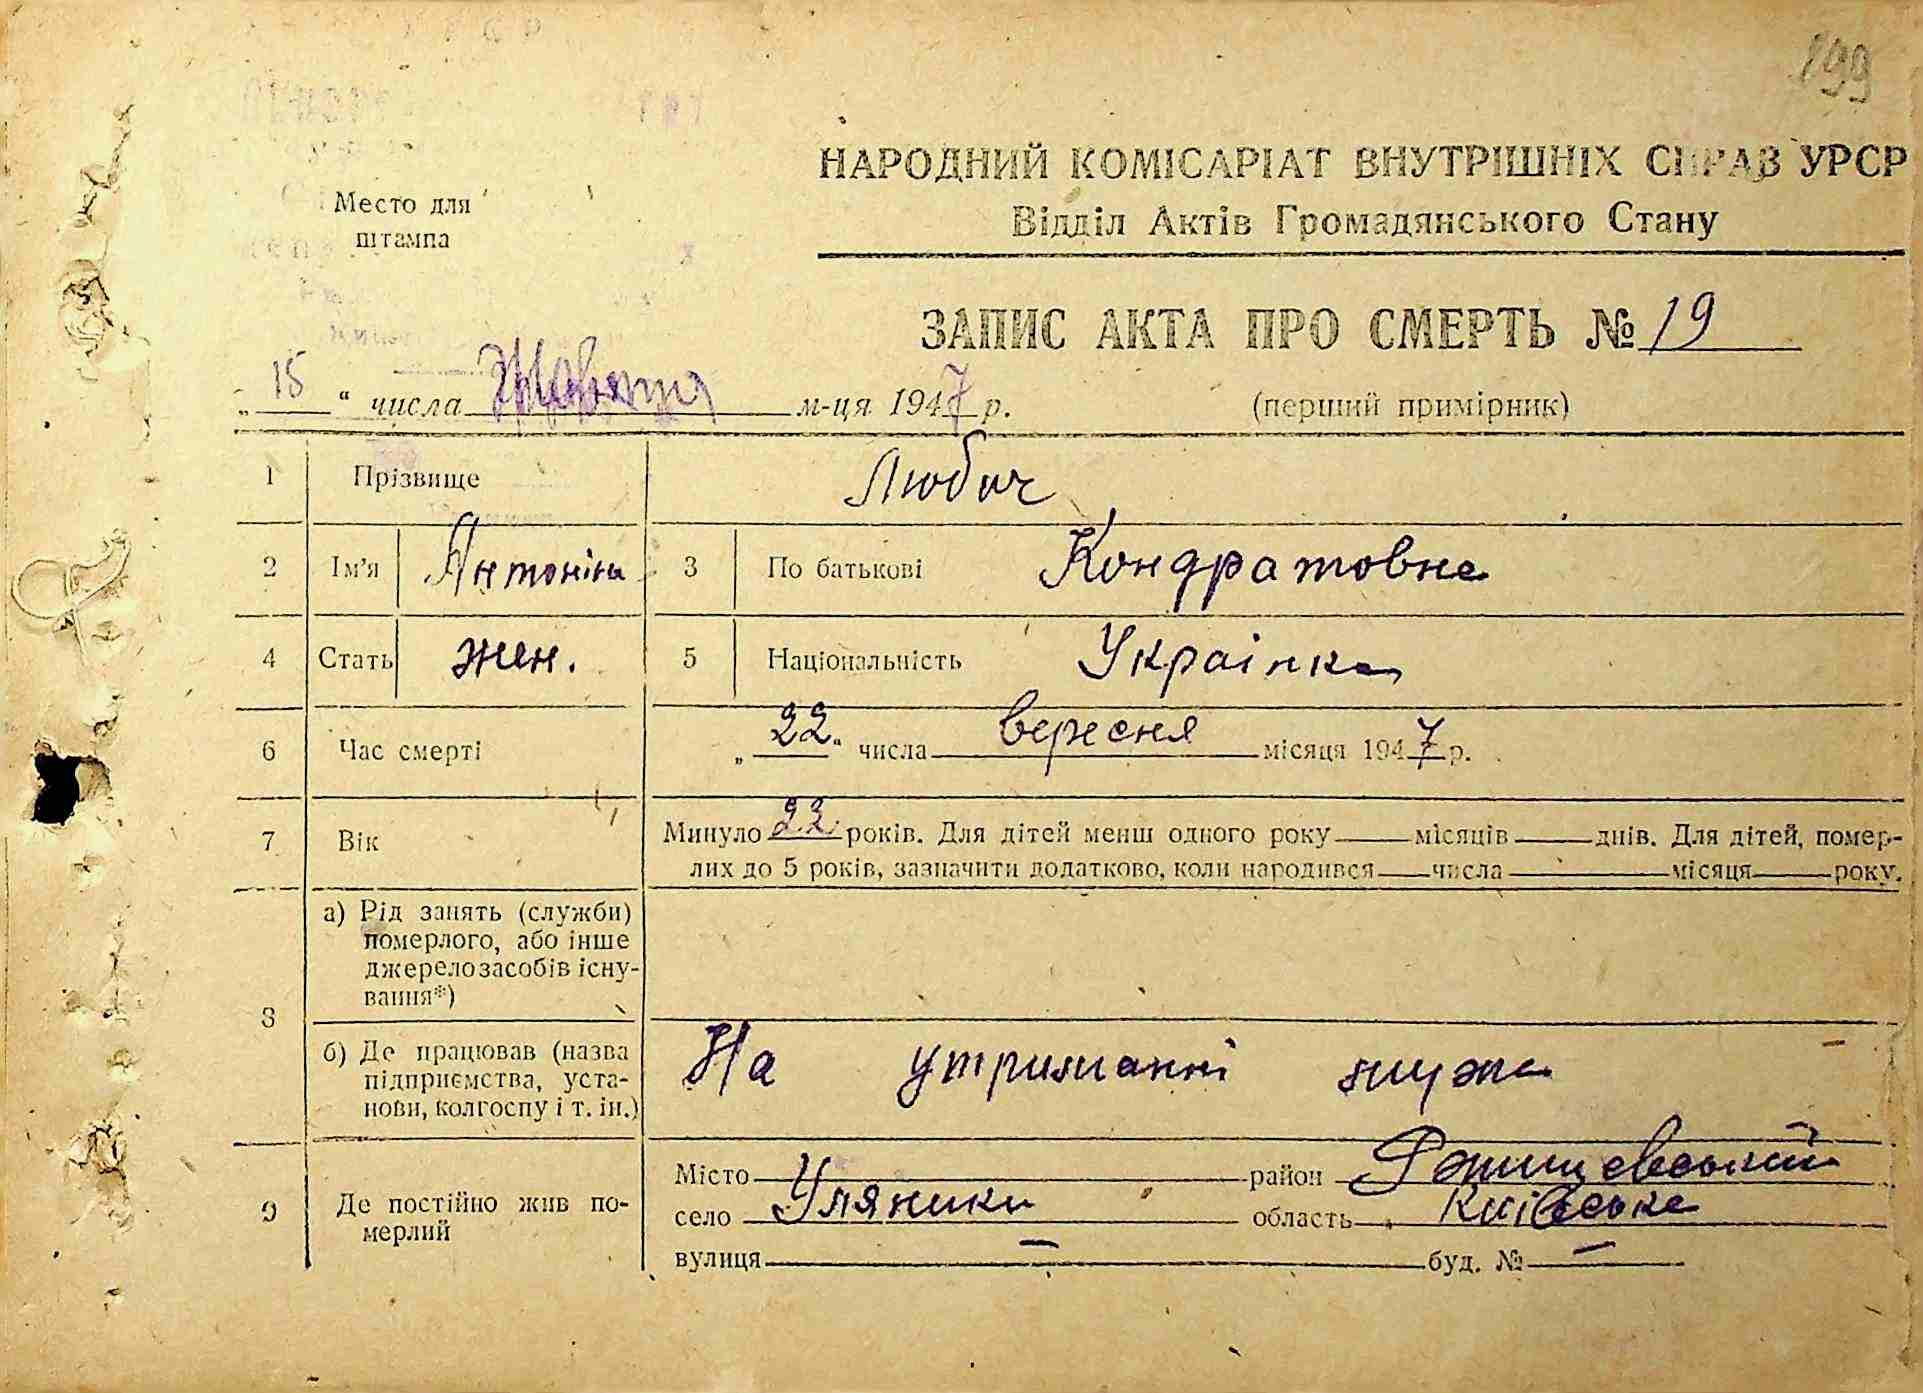 199
НАРОДНИЙ КОМІСАРІАТ ВНУТРІШНІХ СПРАВ УРСР
Відділ Актів Громадянського Стану
Место для
штампа
ЗАПИС АКТА ПРО СМЕРТЬ № 19
„ 15 “ числа Жовтня м-ця 1947 р. (перший примірник)
1 Прізвище Любич
2 Ім'я Антоніна 3 По батькові Кондратовна
4 Стать жен. 5 Національність Українка
6 Час смерті „ 22 “ числа вересня місяця 1947 р.
7 Вік Минуло 22 років. Для дітей менш одного року місяців днів. Для дітей, помер-
лих до 5 років, зазначити додатково, коли народився числа місяця року.
8 а) Рід занять (служби)
померлого, або інше
джерело засобів існу-
вання*)
б) Де працював (назва
підприємства, уста-
нови, колгоспу і т. ін.) На утриманні мужа
9 Де постійно жив по-
мерлий
Місто район Ржищевський
село Уляники область Київська
вулиця — буд. № —